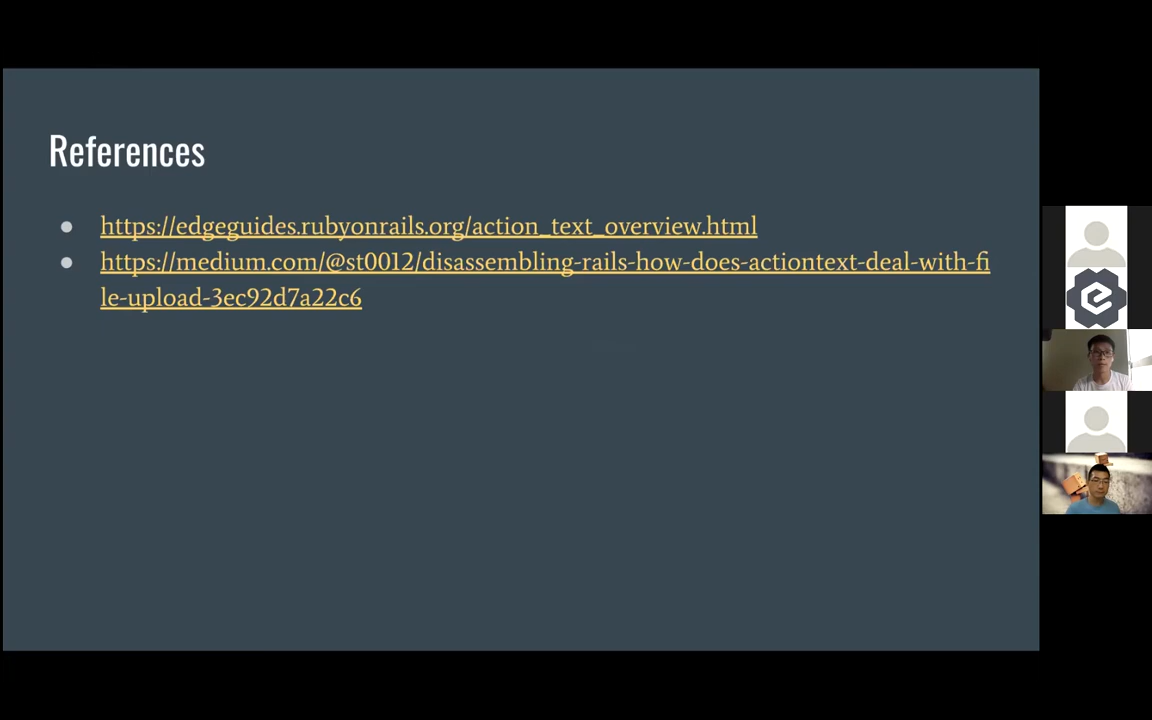 References
https://edgeguides.rubyonrails.org/action_text_overview.html
https://medium.com/@st0012/disassembling-rails-how-does-actiontext-deal-with-fi
le-upload-3ec92d7a22c6